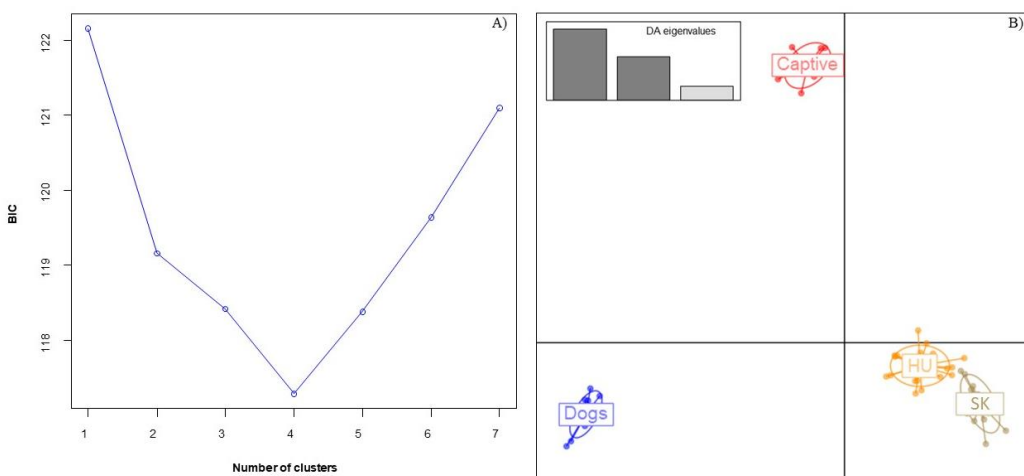 A)
122
121
120
119
118
BIC
1 2 3 4 5 6 7
Number of clusters
B)
DA eigenvalues
Captive
HU
SK
Dogs